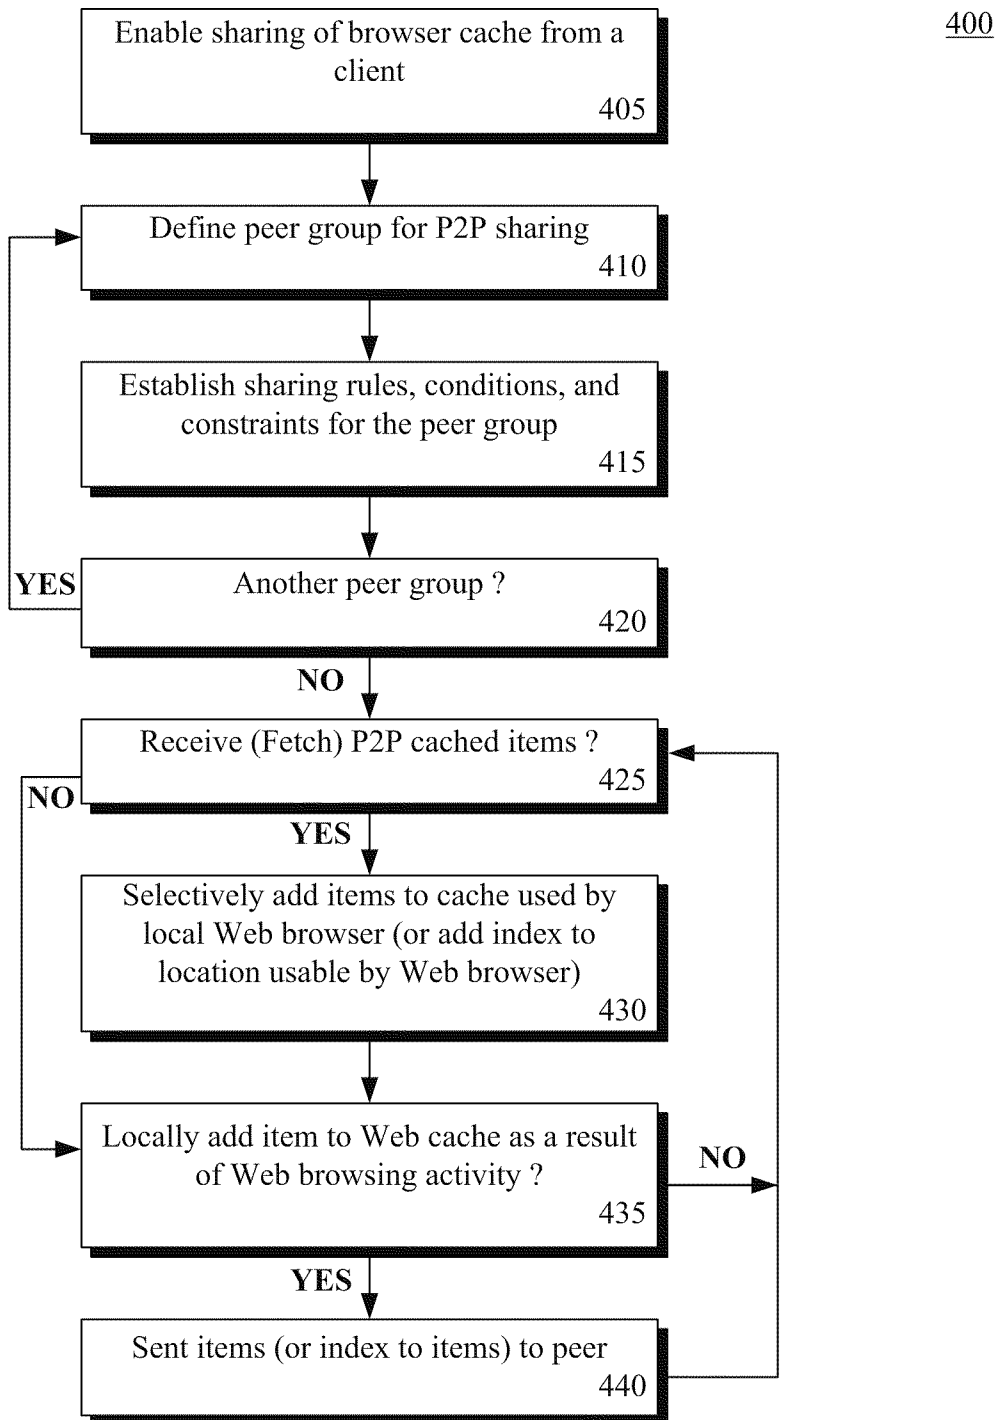 400
Enable sharing of browser cache from a
client
405
Define peer group for P2P sharing
410
Establish sharing rules, conditions, and
constraints for the peer group
415
Another peer group ?
420
YES
NO
Receive (Fetch) P2P cached items ?
425
NO
YES
Selectively add items to cache used by
local Web browser (or add index to
location usable by Web browser)
430
Locally add item to Web cache as a result
of Web browsing activity ?
435
NO
YES
Sent items (or index to items) to peer
440